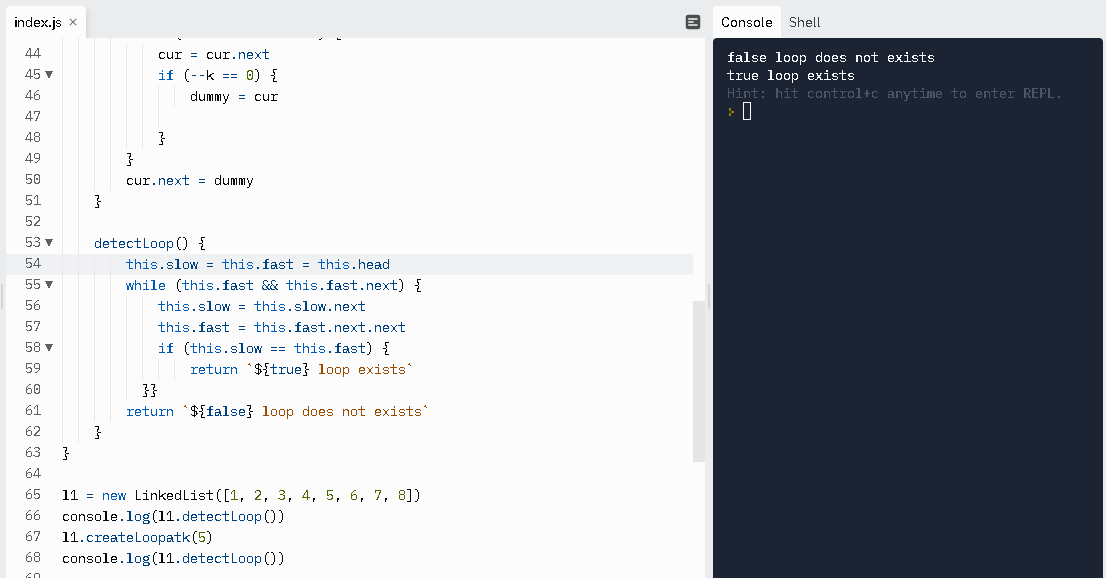 index.js ×
Console Shell
44 cur = cur.next
45 if (--k == 0) {
46 dummy = cur
47
48 }
49 }
50 cur.next = dummy
51 }
52
53 detectLoop() {
54 this.slow = this.fast = this.head
55 while (this.fast && this.fast.next) {
56 this.slow = this.slow.next
57 this.fast = this.fast.next.next
58 if (this.slow == this.fast) {
59 return `${true} loop exists`
60 }}
61 return `${false} loop does not exists`
62 }
63 }
64
65 l1 = new LinkedList([1, 2, 3, 4, 5, 6, 7, 8])
66 console.log(l1.detectLoop())
67 l1.createLoopatk(5)
68 console.log(l1.detectLoop())
false loop does not exists
true loop exists
Hint: hit control+c anytime to enter REPL.
>